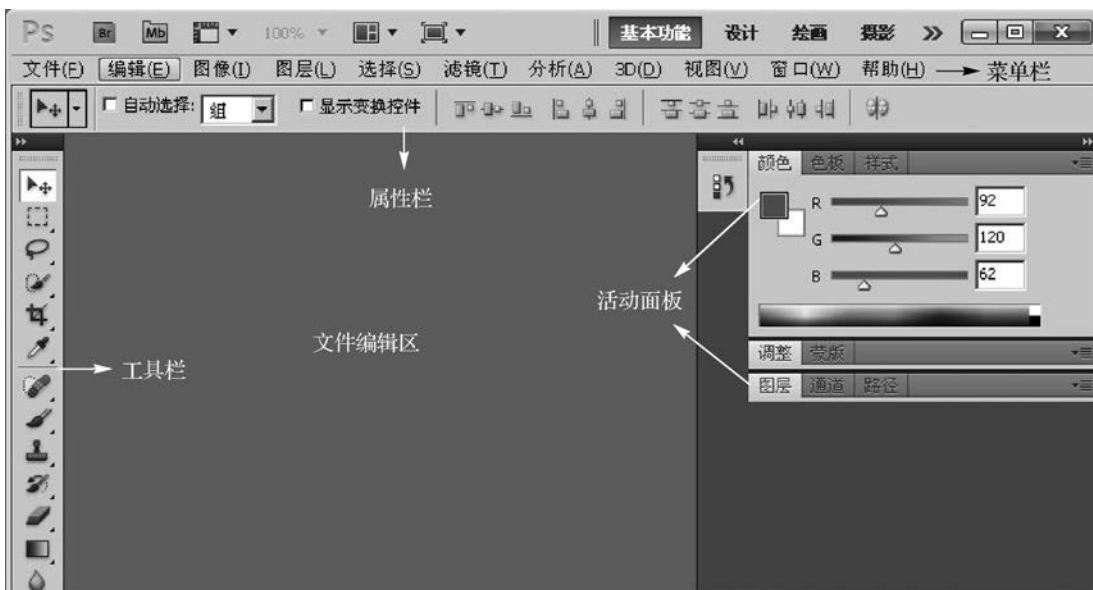 Ps Br Mb 100% 基本功能 设计 绘画 摄影
文件(F) 编辑(E) 图像(I) 图层(L) 选择(S) 滤镜(T) 分析(A) 3D(D) 视图(V) 窗口(W) 帮助(H) 菜单栏
自动选择: 组 显示变换控件
属性栏
颜色 色板 样式
R 92
G 120
B 62
活动面板
文件编辑区
工具栏
调整 蒙版
图层 通道 路径